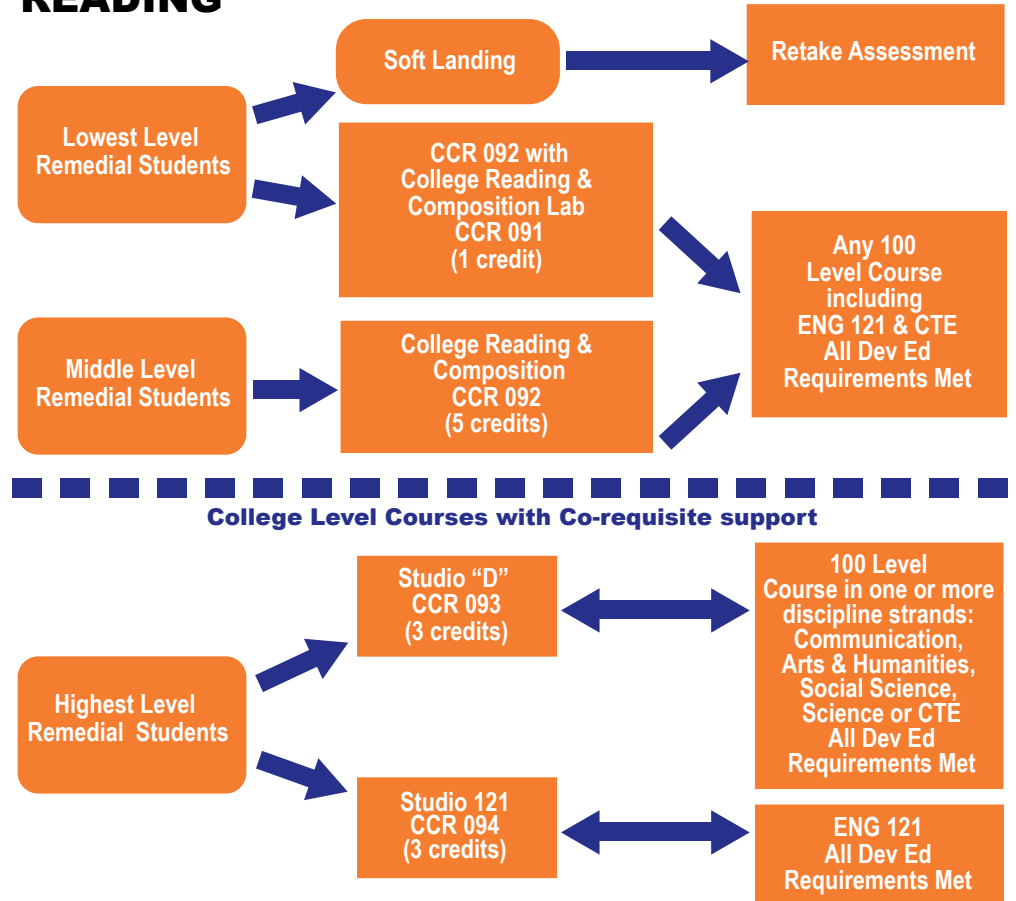 READING
Soft Landing
Retake Assessment
Lowest Level
Remedial Students
CCR 092 with
College Reading &
Composition Lab
CCR 091
(1 credit)
Any 100
Level Course
including
ENG 121 & CTE
All Dev Ed
Requirements Met
Middle Level
Remedial Students
College Reading &
Composition
CCR 092
(5 credits)
College Level Courses with Co-requisite support
Studio “D”
CCR 093
(3 credits)
100 Level
Course in one or more
discipline strands:
Communication,
Arts & Humanities,
Social Science,
Science or CTE
All Dev Ed
Requirements Met
Highest Level
Remedial Students
Studio 121
CCR 094
(3 credits)
ENG 121
All Dev Ed
Requirements Met